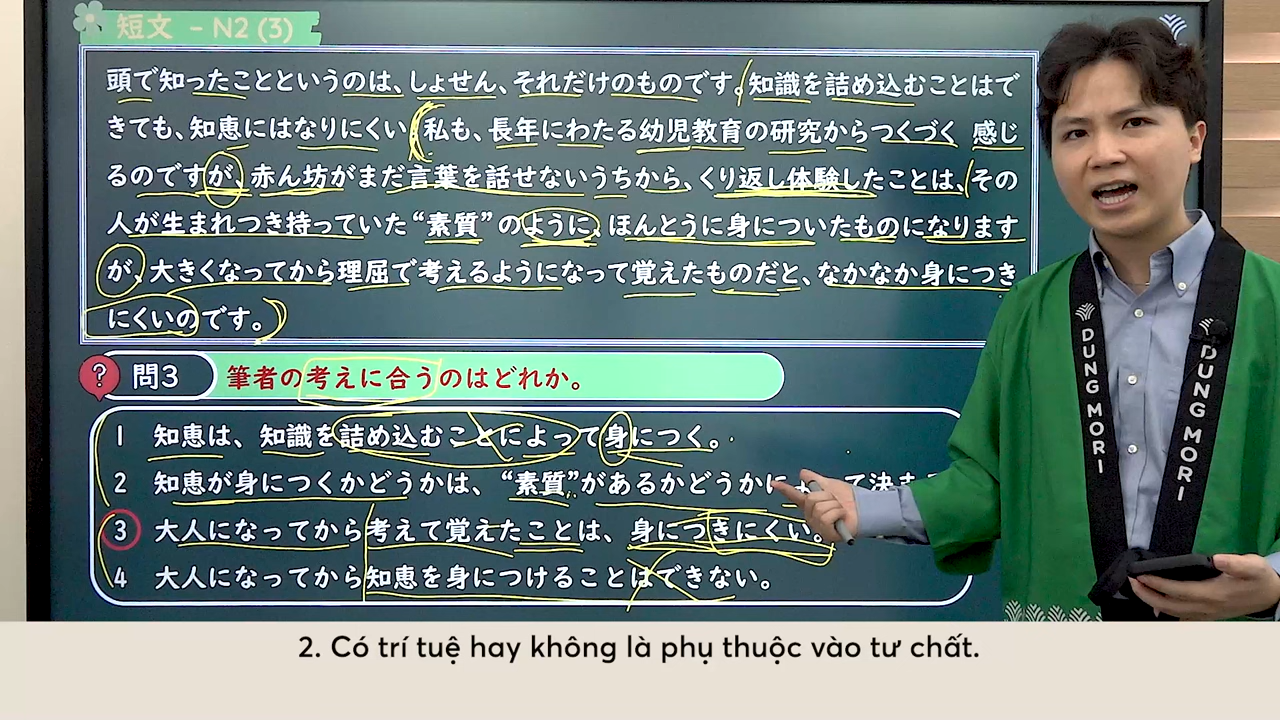 短文 - N2 (3)
頭で知ったことというのは、しょせん、それだけのものです。知識を詰め込むことはで
きても、知恵にはなりにくい。私も、長年にわたる幼児教育の研究からつくづく 感じ
るのですが、赤ん坊がまだ言葉を話せないうちから、くり返し体験したことは、その
人が生まれつき持っていた“素質”のように、ほんとうに身についたものになります
が、大きくなってから理屈で考えるようになって覚えたものだと、なかなか身につき
にくいのです。
? 問3 筆者の考えに合うのはどれか。
1 知恵は、知識を詰め込むことによって身につく。
2 知恵が身につくかどうかは、“素質”があるかどうかに
3 大人になってから考えて覚えたことは、身につきにくい。
4 大人になってから知恵を身につけることはできない。
DUNG MORI
DUNG MORI
2. Có trí tuệ hay không là phụ thuộc vào tư chất.